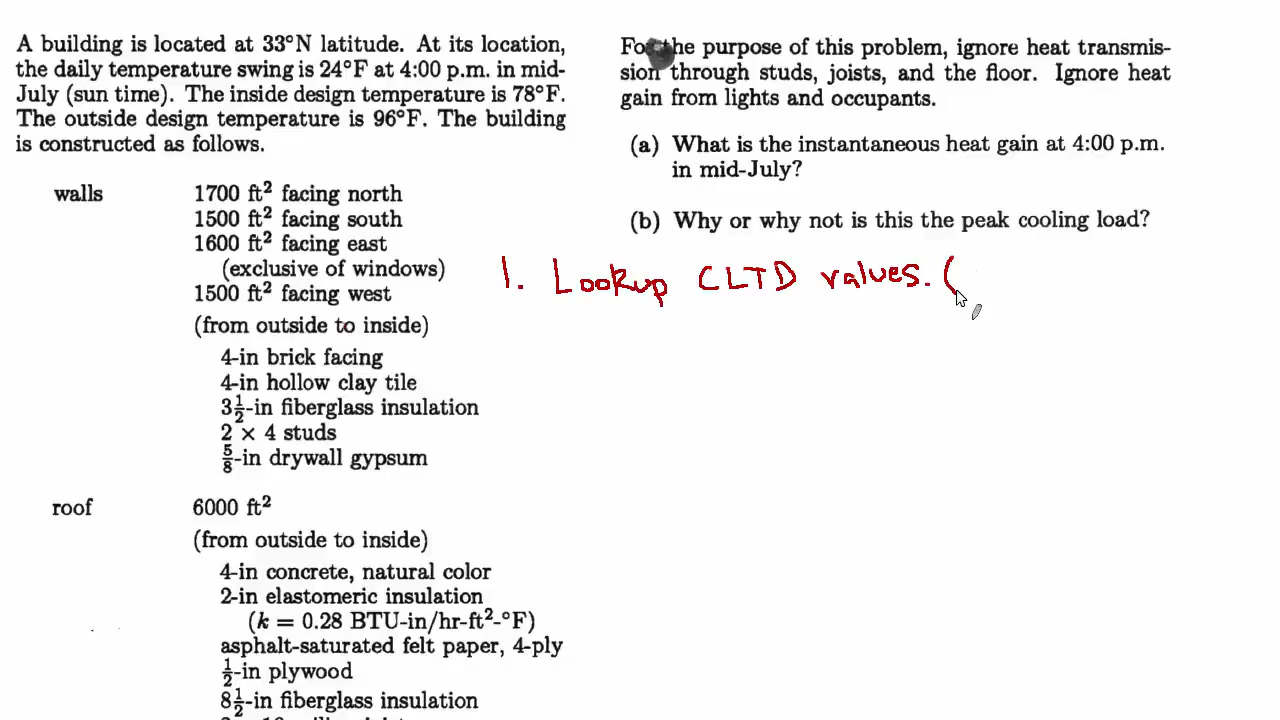 A building is located at 33°N latitude. At its location,
the daily temperature swing is 24°F at 4:00 p.m. in mid-
July (sun time). The inside design temperature is 78°F.
The outside design temperature is 96°F. The building
is constructed as follows.
walls 1700 ft² facing north
1500 ft² facing south
1600 ft² facing east
(exclusive of windows)
1500 ft² facing west
(from outside to inside)
4-in brick facing
4-in hollow clay tile
3½-in fiberglass insulation
2 × 4 studs
⅝-in drywall gypsum
roof 6000 ft²
(from outside to inside)
4-in concrete, natural color
2-in elastomeric insulation
(k = 0.28 BTU-in/hr-ft²-°F)
asphalt-saturated felt paper, 4-ply
½-in plywood
8½-in fiberglass insulation
For the purpose of this problem, ignore heat transmis-
sion through studs, joists, and the floor. Ignore heat
gain from lights and occupants.
(a) What is the instantaneous heat gain at 4:00 p.m.
in mid-July?
(b) Why or why not is this the peak cooling load?
1. Lookup CLTD values. (